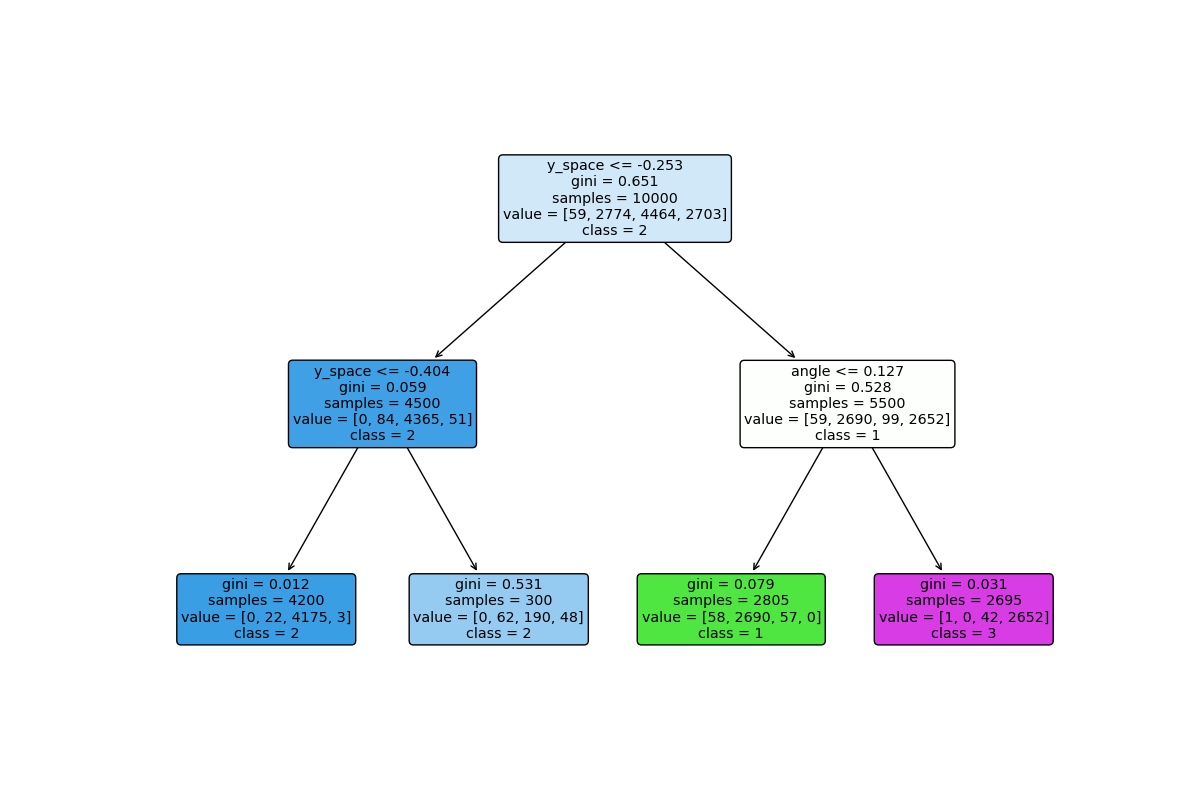 y_space <= -0.253
gini = 0.651
samples = 10000
value = [59, 2774, 4464, 2703]
class = 2
y_space <= -0.404
gini = 0.059
samples = 4500
value = [0, 84, 4365, 51]
class = 2
angle <= 0.127
gini = 0.528
samples = 5500
value = [59, 2690, 99, 2652]
class = 1
gini = 0.012
samples = 4200
value = [0, 22, 4175, 3]
class = 2
gini = 0.531
samples = 300
value = [0, 62, 190, 48]
class = 2
gini = 0.079
samples = 2805
value = [58, 2690, 57, 0]
class = 1
gini = 0.031
samples = 2695
value = [1, 0, 42, 2652]
class = 3